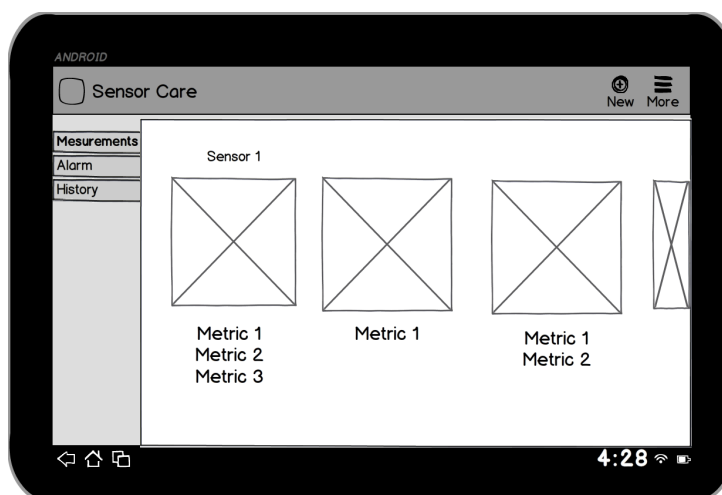 ANDROID
Sensor Care
New More
Mesurements
Alarm
History
Sensor 1
Metric 1
Metric 2
Metric 3
Metric 1
Metric 1
Metric 2
4:28